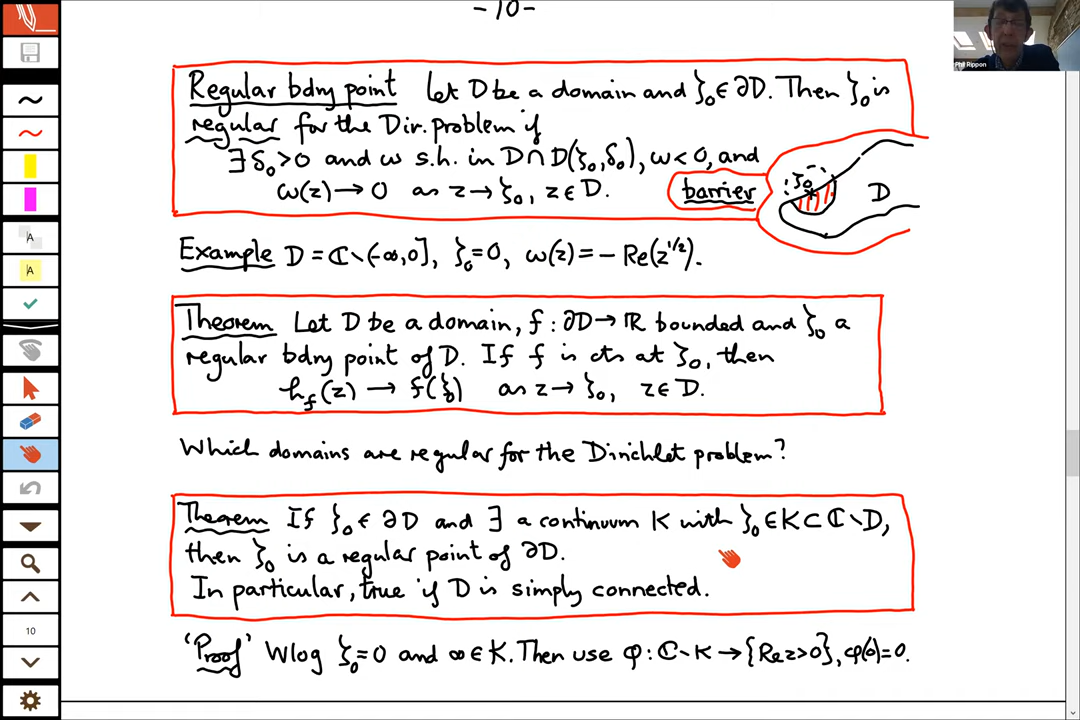 -10-
Phil Rippon
Regular bdry point Let D be a domain and ζ₀∈∂D. Then ζ₀ is
regular for the Dir. problem if
∃ δ₀>0 and ω s.h. in D∩D(ζ₀,δ₀), ω<0, and
ω(z)→0 as z→ζ₀, z∈D.
barrier
ζ₀
D
Example D=ℂ∖(-∞,0], ζ₀=0, ω(z)=-Re(z^{1/2}).
Theorem Let D be a domain, f:∂D→ℝ bounded and ζ₀ a
regular bdry point of D. If f is cts at ζ₀, then
h_f(z)→f(ζ₀) as z→ζ₀, z∈D.
Which domains are regular for the Dirichlet problem?
Theorem If ζ₀∈∂D and ∃ a continuum K with ζ₀∈K⊂ℂ∖D,
then ζ₀ is a regular point of ∂D.
In particular, true if D is simply connected.
'Proof' Wlog ζ₀=0 and ∞∈K. Then use φ:ℂ∖K→{Re z>0}, φ(0)=0.
A
A
10